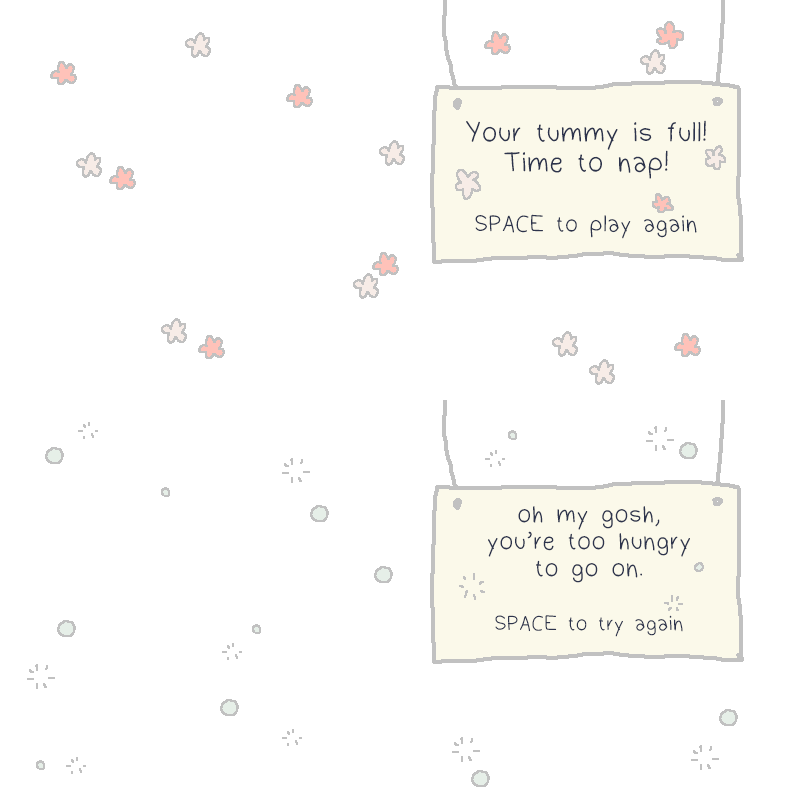 Your tummy is full!
Time to nap!
SPACE to play again
oh my gosh,
you're too hungry
to go on.
SPACE to try again